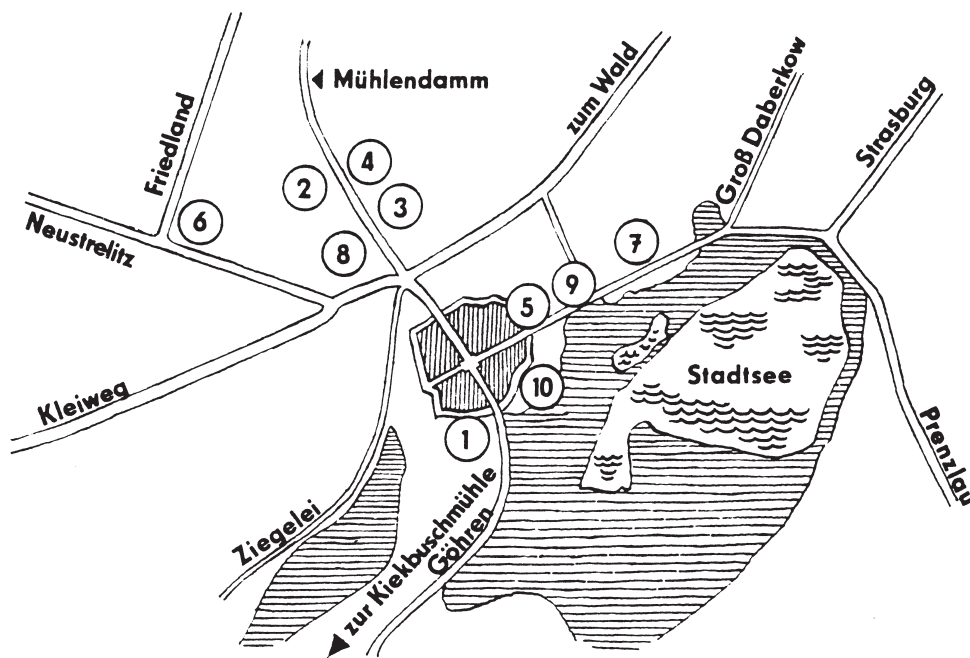 Mühlendamm
zum Wald
Groß Daberkow
Strasburg
Friedland
4
2
3
6
Neustrelitz
8
7
9
5
Stadtsee
10
Kleiweg
1
Prenzlau
Ziegelei
zur Kiekbuschmühle
Göhren